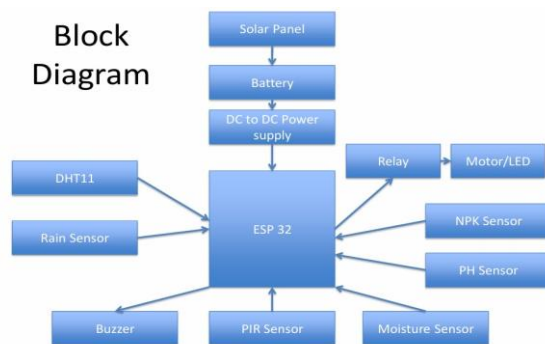 Block
Diagram
Solar Panel
Battery
DC to DC Power
supply
Relay
Motor/LED
DHT11
ESP 32
NPK Sensor
Rain Sensor
PH Sensor
Buzzer
PIR Sensor
Moisture Sensor